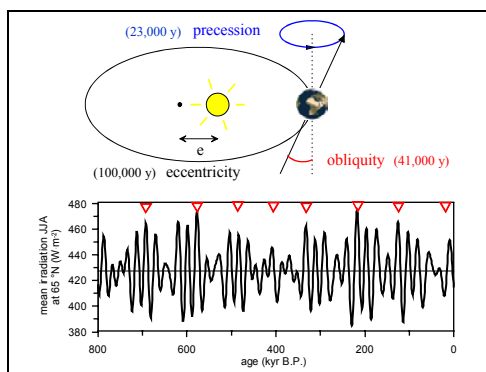 (23,000 y) precession
e
(100,000 y) eccentricity
obliquity (41,000 y)
mean irradiation JJA
at 65 °N (W m-2)
480
460
440
420
400
380
800 600 400 200 0
age (kyr B.P.)